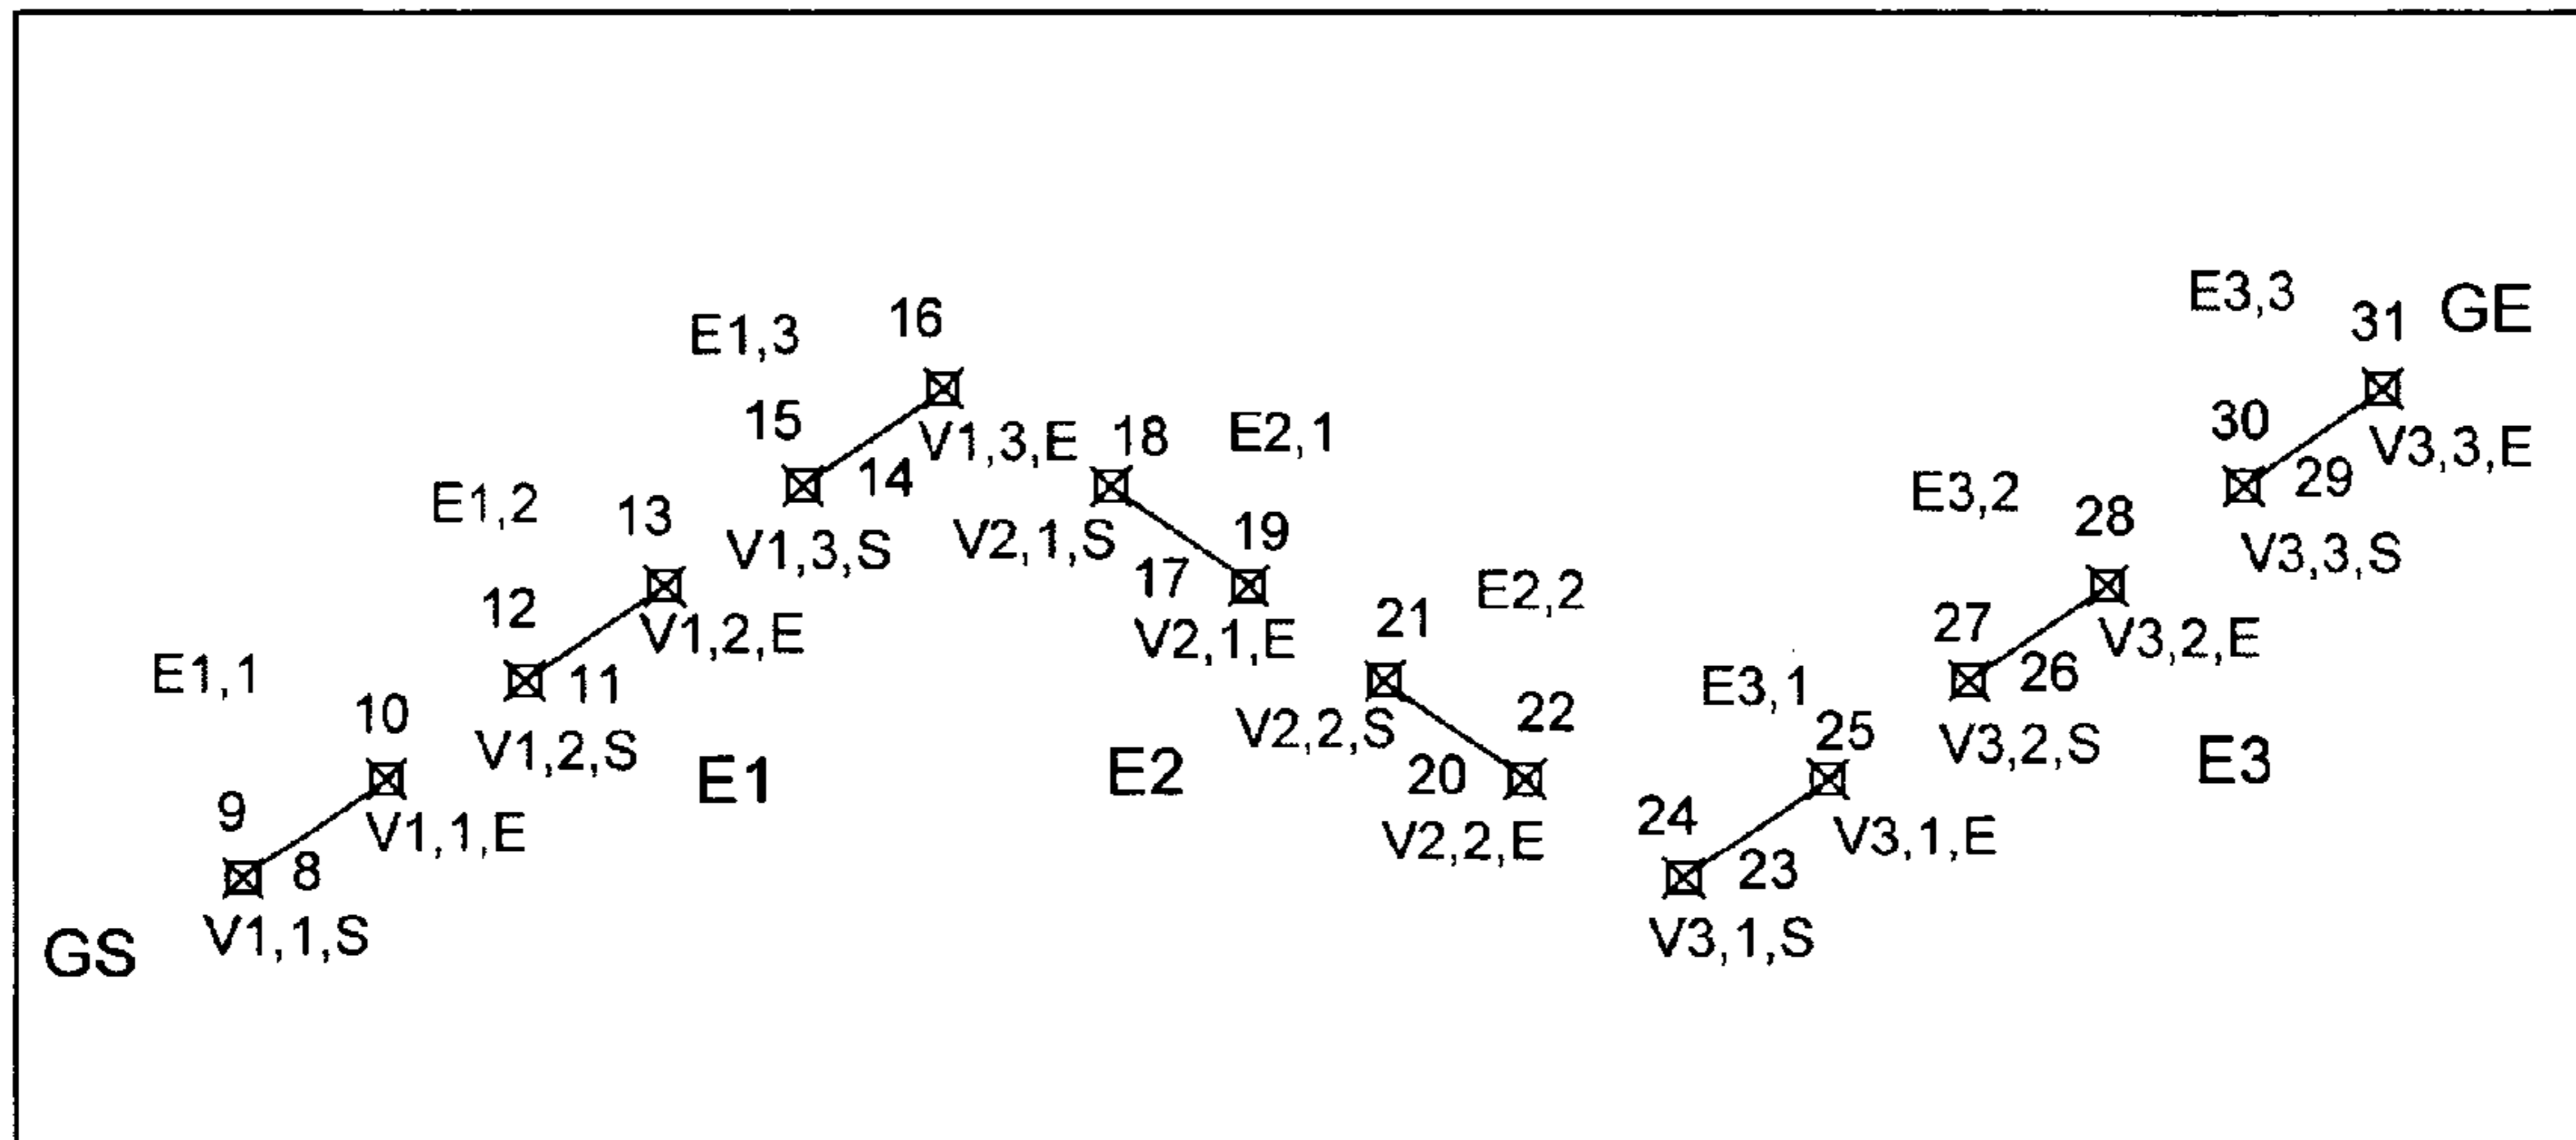 E3,3
GE
31
16
E1,3
30
15
E2,1
18
V1,3,E
V3,3,E
29
14
E3,2
E1,2
28
13
19
V2,1,S
V1,3,S
V3,3,S
17
E2,2
12
27
21
V1,2,E
V2,1,E
V3,2,E
E1,1
11
26
E3,1
10
22
V2,2,S
25
V1,2,S
V3,2,S
E1
E2
E3
20
9
24
V1,1,E
V2,2,E
V3,1,E
8
23
V1,1,S
V3,1,S
GS